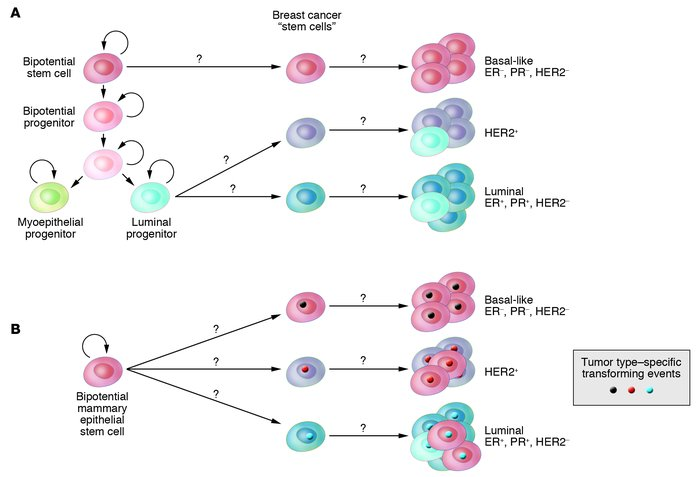 A
Breast cancer
“stem cells”
Bipotential
stem cell
?
?
Basal-like
ER–, PR–, HER2–
Bipotential
progenitor
?
?
HER2+
?
?
Luminal
ER+, PR+, HER2–
Myoepithelial
progenitor
Luminal
progenitor
B
?
?
Basal-like
ER–, PR–, HER2–
?
?
HER2+
Bipotential
mammary
epithelial
stem cell
?
?
Luminal
ER+, PR+, HER2–
Tumor type–specific
transforming events